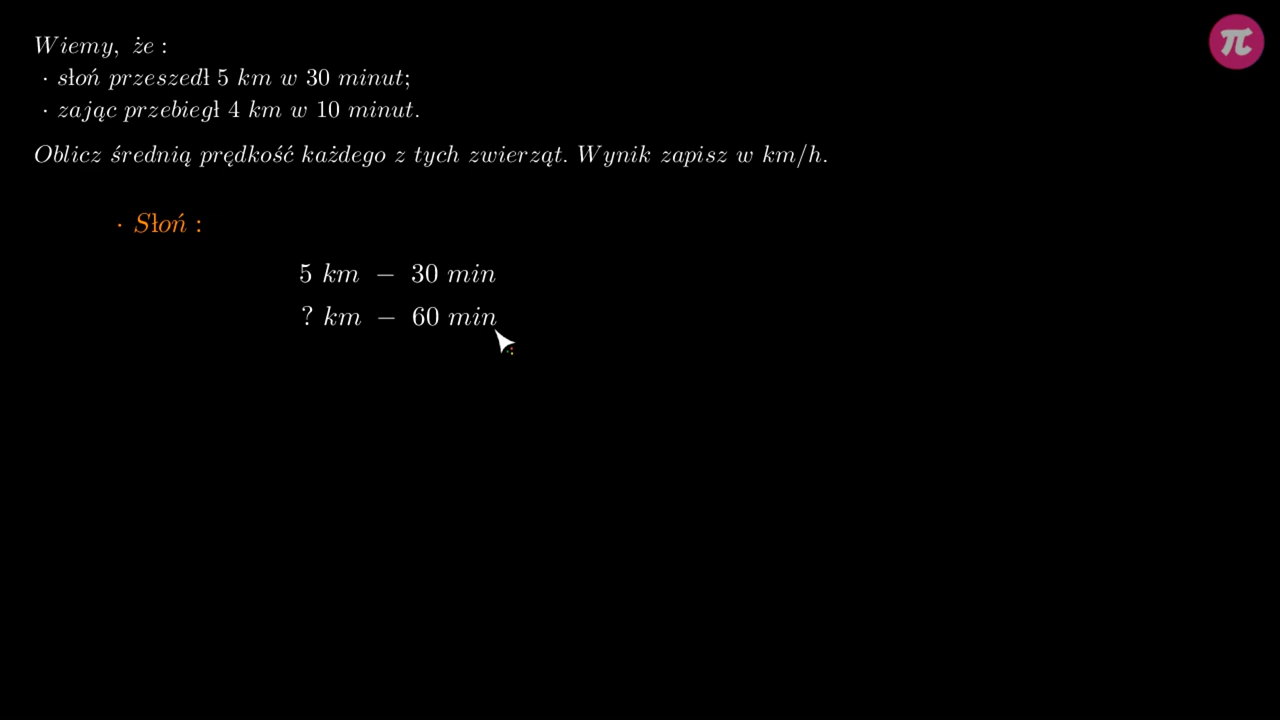 Wiemy, że:
· słoń przeszedł 5 km w 30 minut;
· zając przebiegł 4 km w 10 minut.
Oblicz średnią prędkość każdego z tych zwierząt. Wynik zapisz w km/h.
· Słoń:
5 km − 30 min
? km − 60 min
π